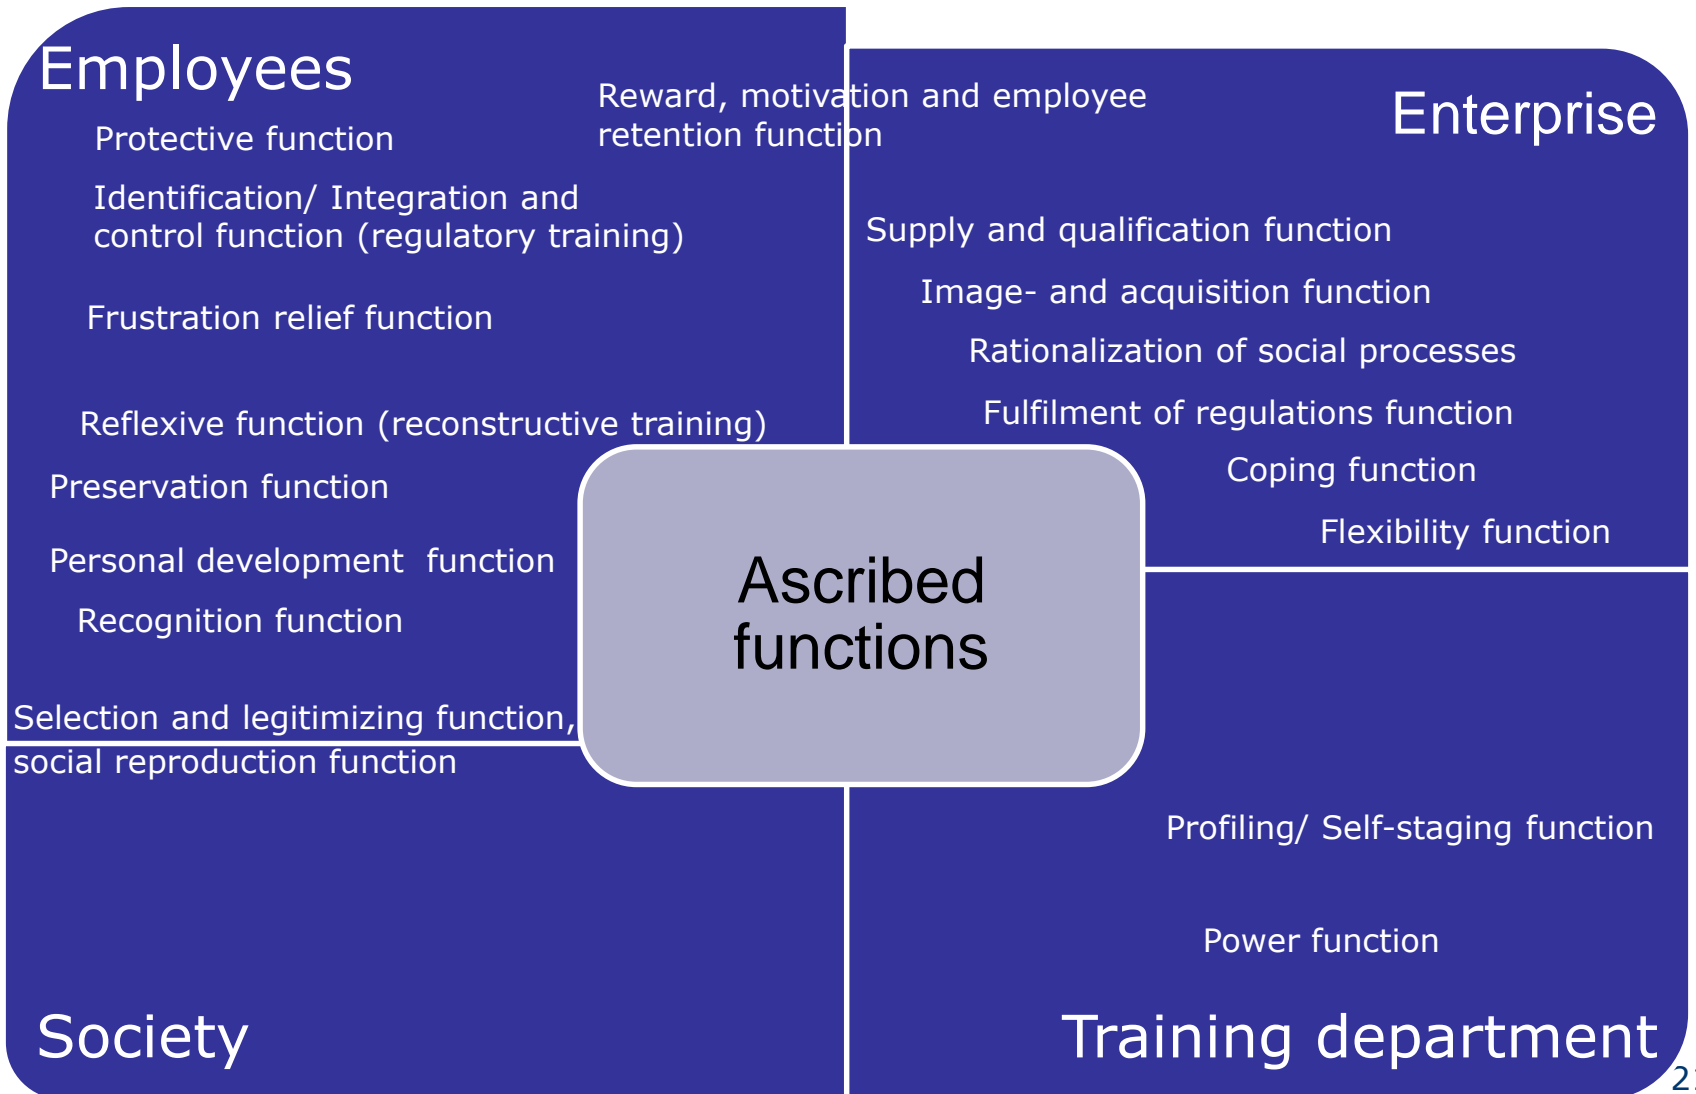 Employees
Protective function
Identification/ Integration and
control function (regulatory training)
Frustration relief function
Reflexive function (reconstructive training)
Preservation function
Personal development  function
Recognition function
Selection and legitimizing function,
social reproduction function
Reward, motivation and employee
retention function
Enterprise
Supply and qualification function
Image- and acquisition function
Rationalization of social processes
Fulfilment of regulations function
Coping function
Flexibility function
Ascribed
functions
Profiling/ Self-staging function
Power function
Society
Training department